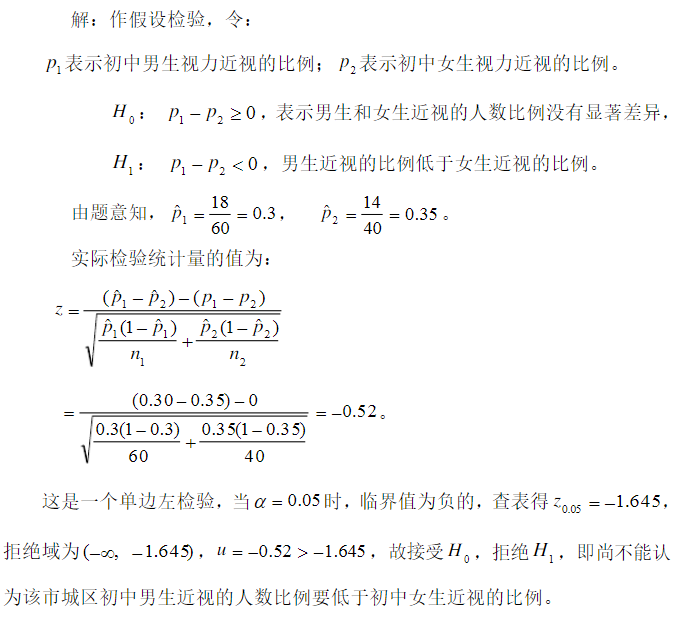 解：作假设检验，令：
p₁表示初中男生视力近视的比例；p₂表示初中女生视力近视的比例。
H₀： p₁－p₂ ≥ 0，表示男生和女生近视的人数比例没有显著差异，
H₁： p₁－p₂ < 0，男生近视的比例低于女生近视的比例。
由题意知，p̂₁ = 18/60 = 0.3， p̂₂ = 14/40 = 0.35。
实际检验统计量的值为：
z = ((p̂₁－p̂₂)－(p₁－p₂)) / √(p̂₁(1－p̂₁)/n₁ + p̂₂(1－p̂₂)/n₂)
= ((0.30－0.35)－0) / √(0.3(1－0.3)/60 + 0.35(1－0.35)/40) = －0.52。
这是一个单边左检验，当α = 0.05时，临界值为负的，查表得z₀.₀₅ = －1.645，
拒绝域为(－∞, －1.645)，u = －0.52 > －1.645，故接受H₀，拒绝H₁，即尚不能认
为该市城区初中男生近视的人数比例要低于初中女生近视的比例。